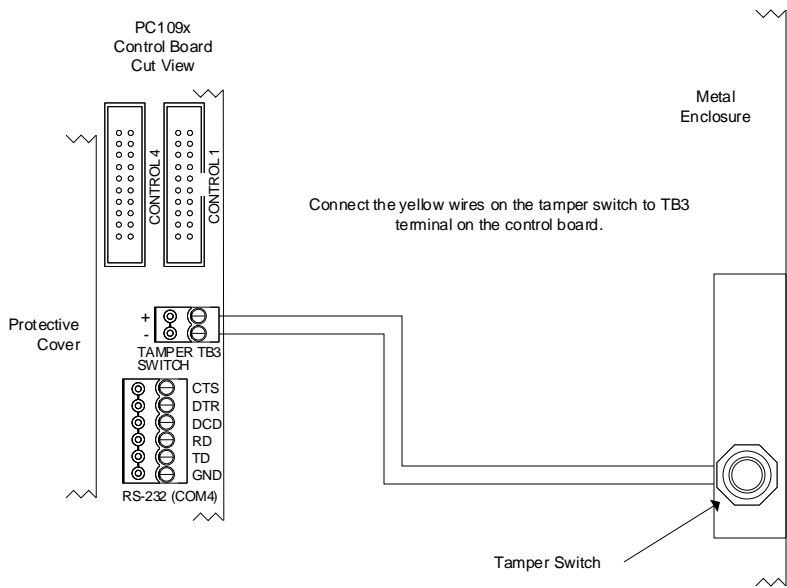 PC109x
Control Board
Cut View
Metal
Enclosure
CONTROL 4
CONTROL 1
Connect the yellow wires on the tamper switch to TB3
terminal on the control board.
Protective
Cover
+
-
TAMPER TB3
SWITCH
CTS
DTR
DCD
RD
TD
GND
RS-232 (COM4)
Tamper Switch